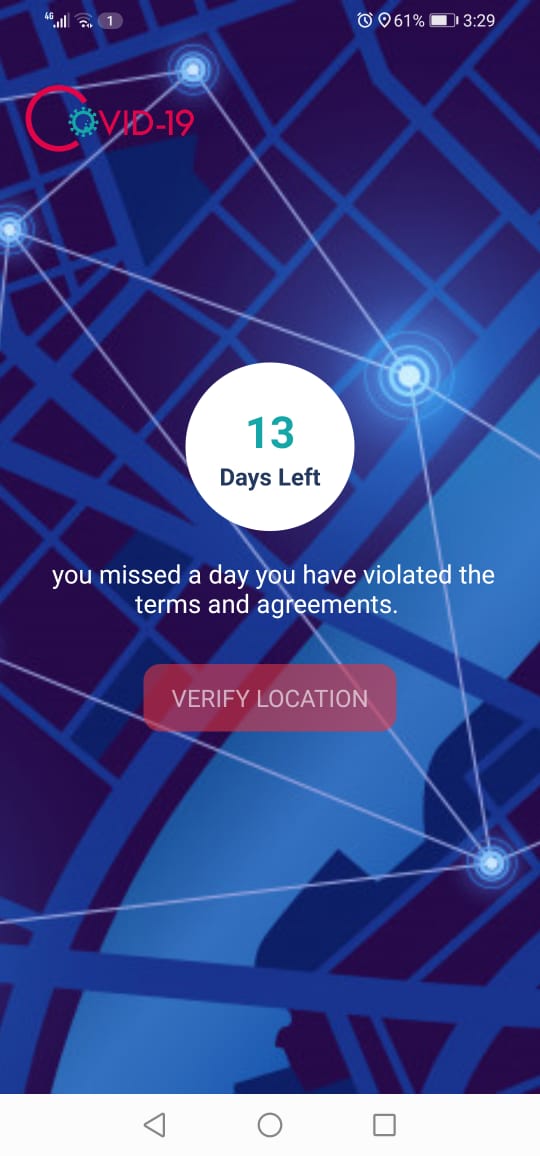 4G 1 61% 3:29
COVID-19
13
Days Left
you missed a day you have violated the
terms and agreements.
VERIFY LOCATION